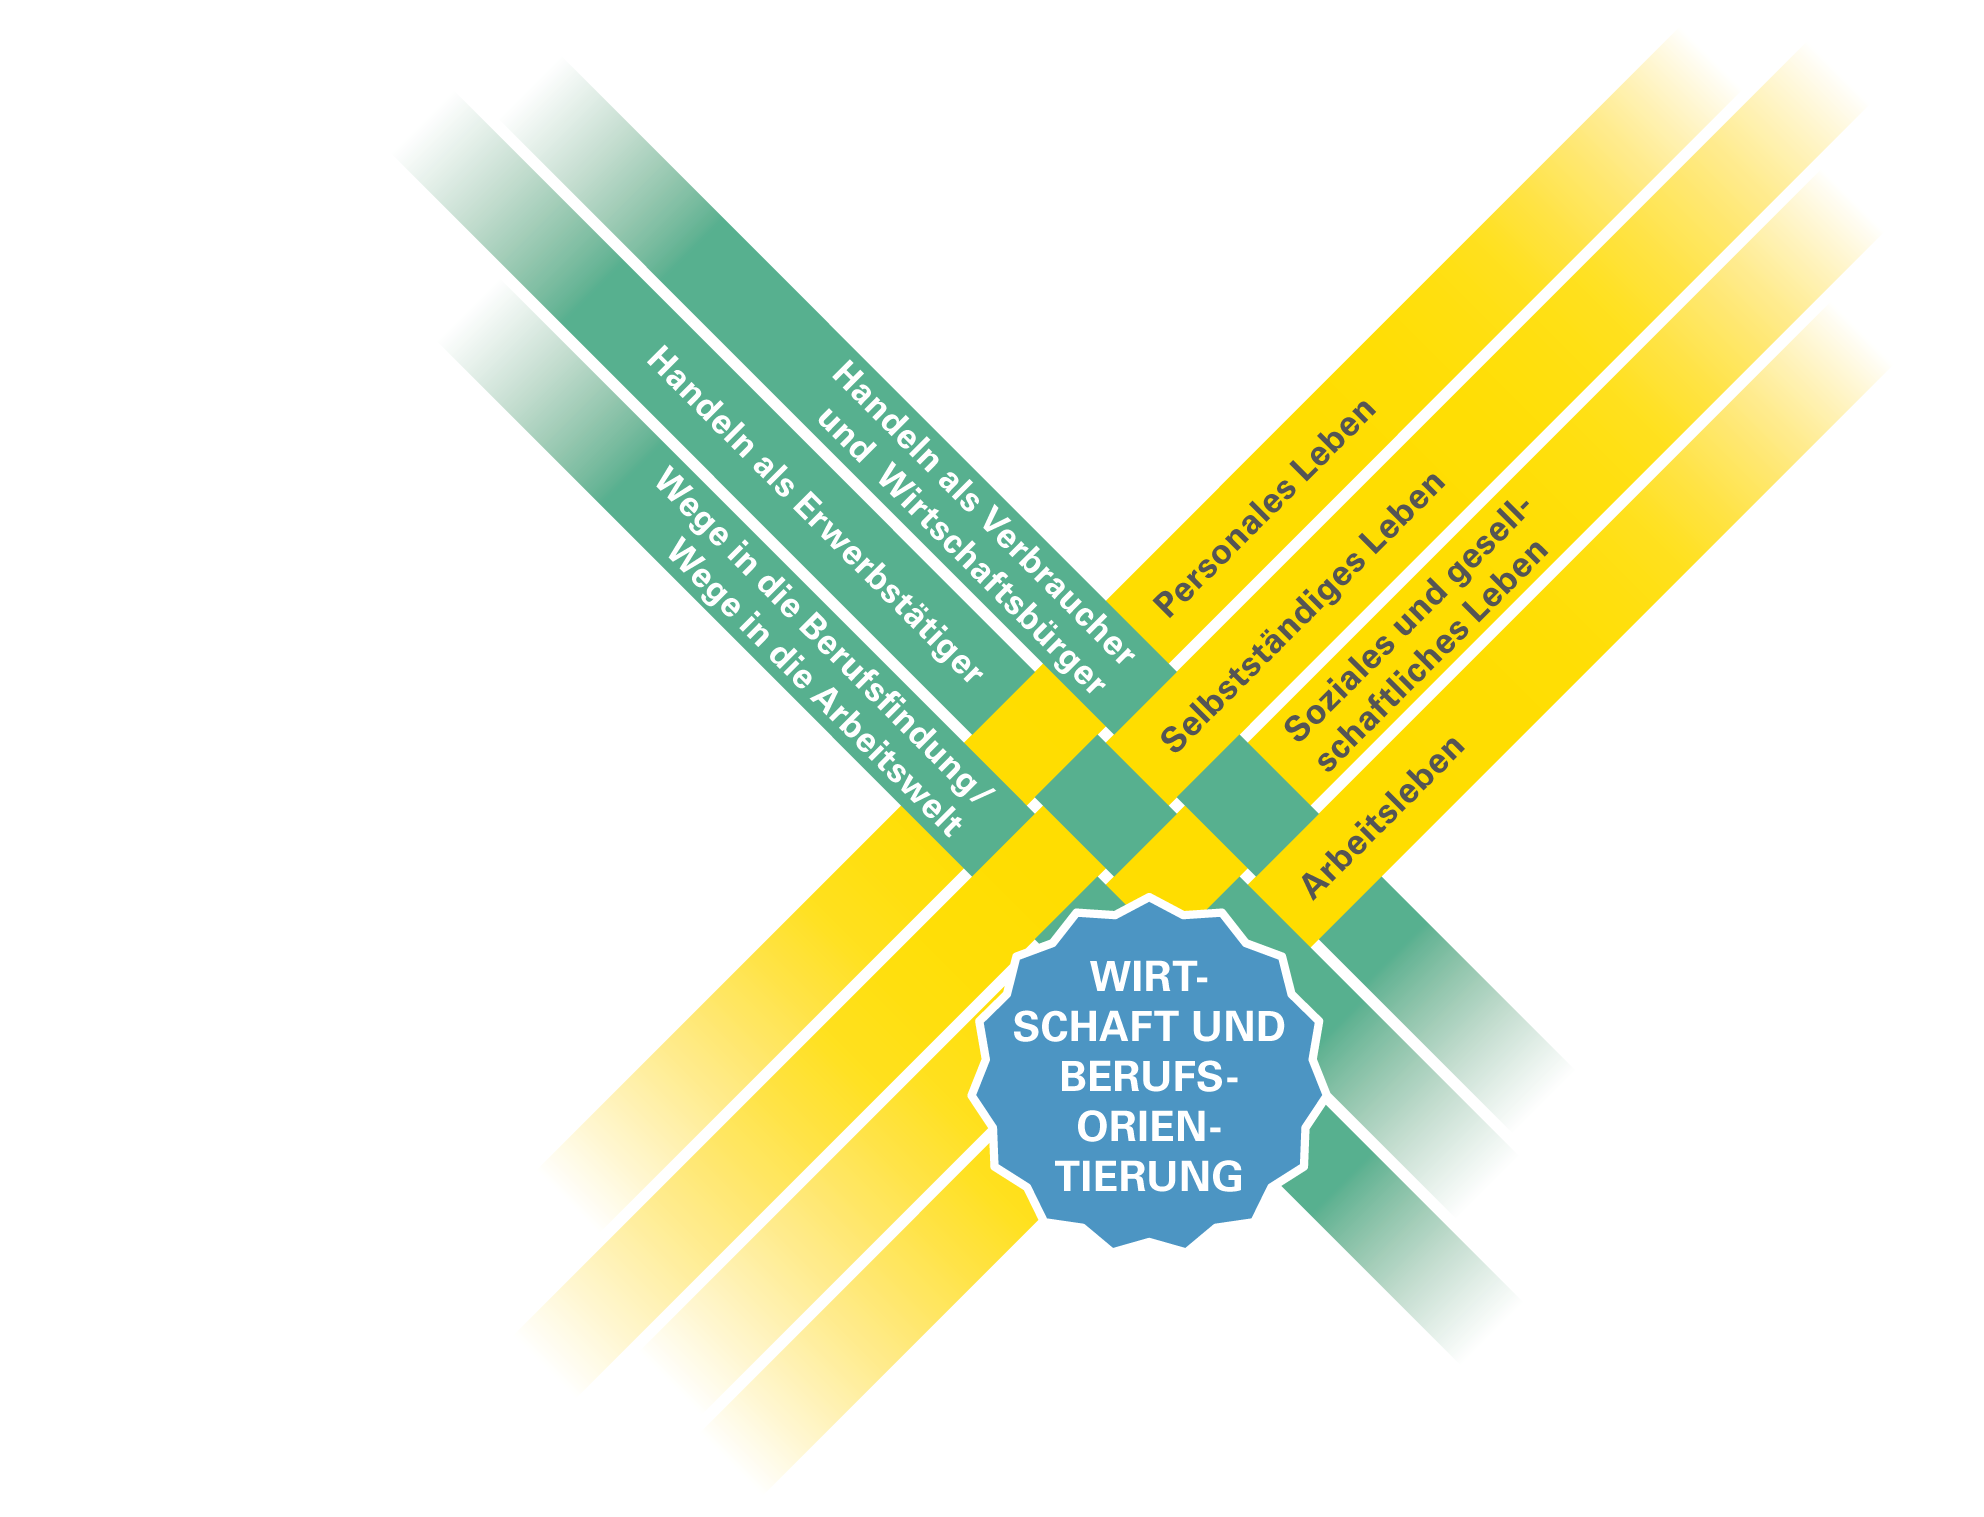 Handeln als Verbraucher
und Wirtschaftsbürger
Handeln als Erwerbstätiger
Wege in die Berufsfindung/
Wege in die Arbeitswelt
Personales Leben
Selbstständiges Leben
Soziales und gesell-
schaftliches Leben
Arbeitsleben
WIRT-
SCHAFT UND
BERUFS-
ORIEN-
TIERUNG